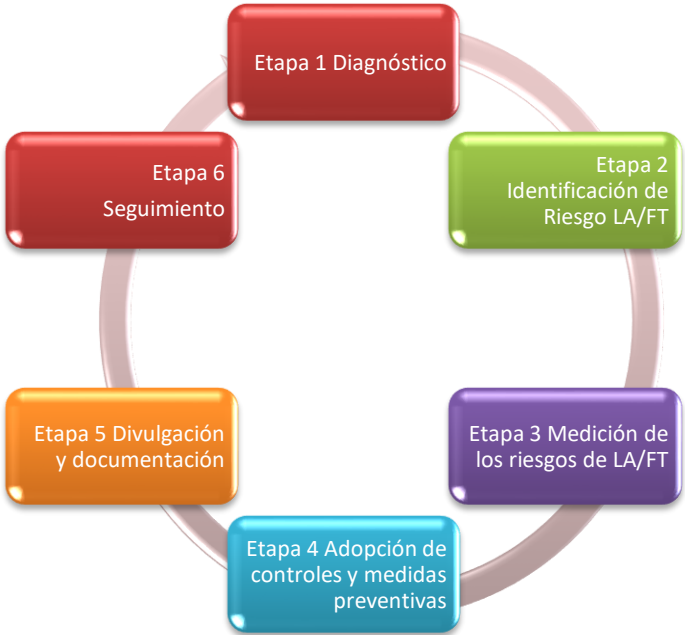 Etapa 1 Diagnóstico
Etapa 2
Identificación de
Riesgo LA/FT
Etapa 3 Medición de
los riesgos de LA/FT
Etapa 4 Adopción de
controles y medidas
preventivas
Etapa 5 Divulgación
y documentación
Etapa 6
Seguimiento